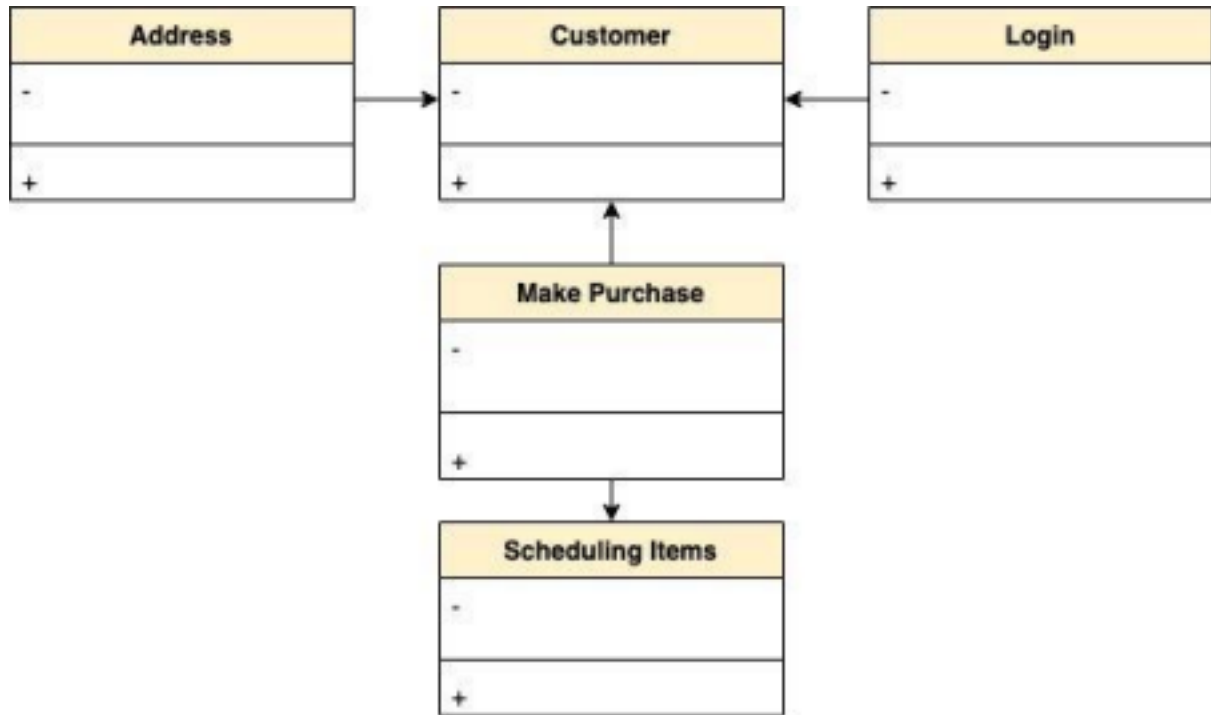 Address
-
+
Customer
-
+
Login
-
+
Make Purchase
-
+
Scheduling Items
-
+